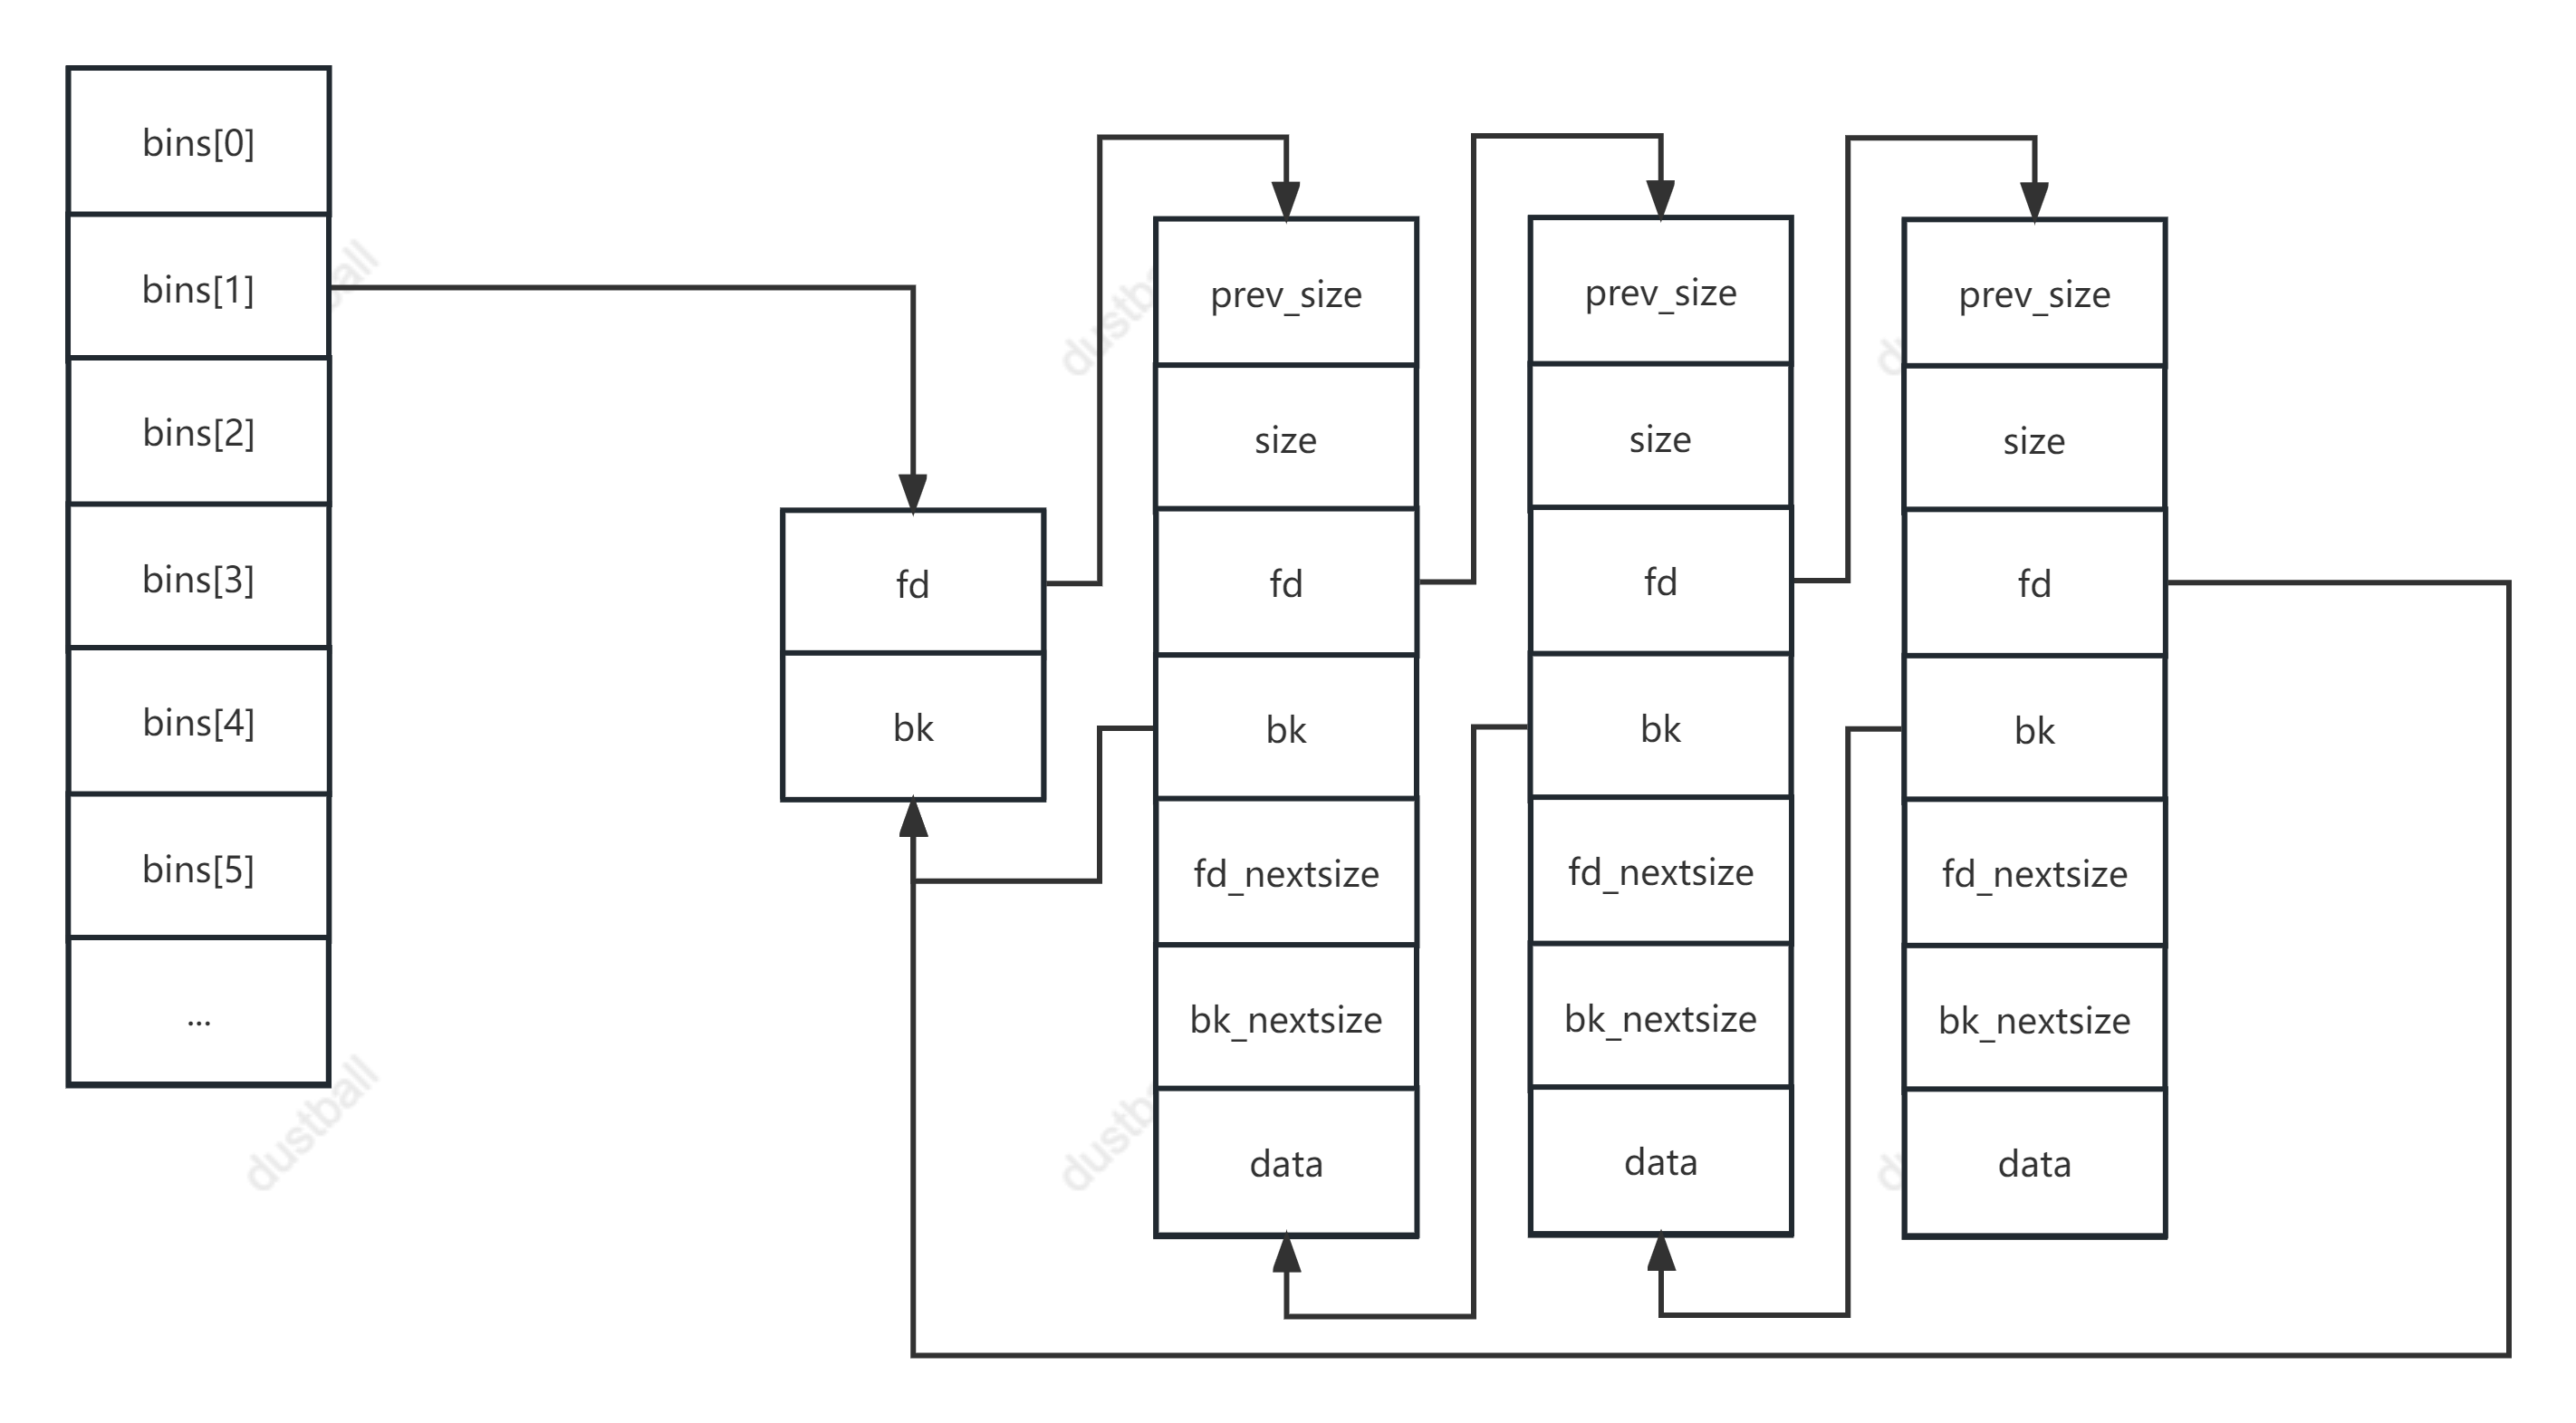 bins[0]
bins[1]
bins[2]
bins[3]
bins[4]
bins[5]
...
fd
bk
prev_size
size
fd
bk
fd_nextsize
bk_nextsize
data
prev_size
size
fd
bk
fd_nextsize
bk_nextsize
data
prev_size
size
fd
bk
fd_nextsize
bk_nextsize
data
dustball